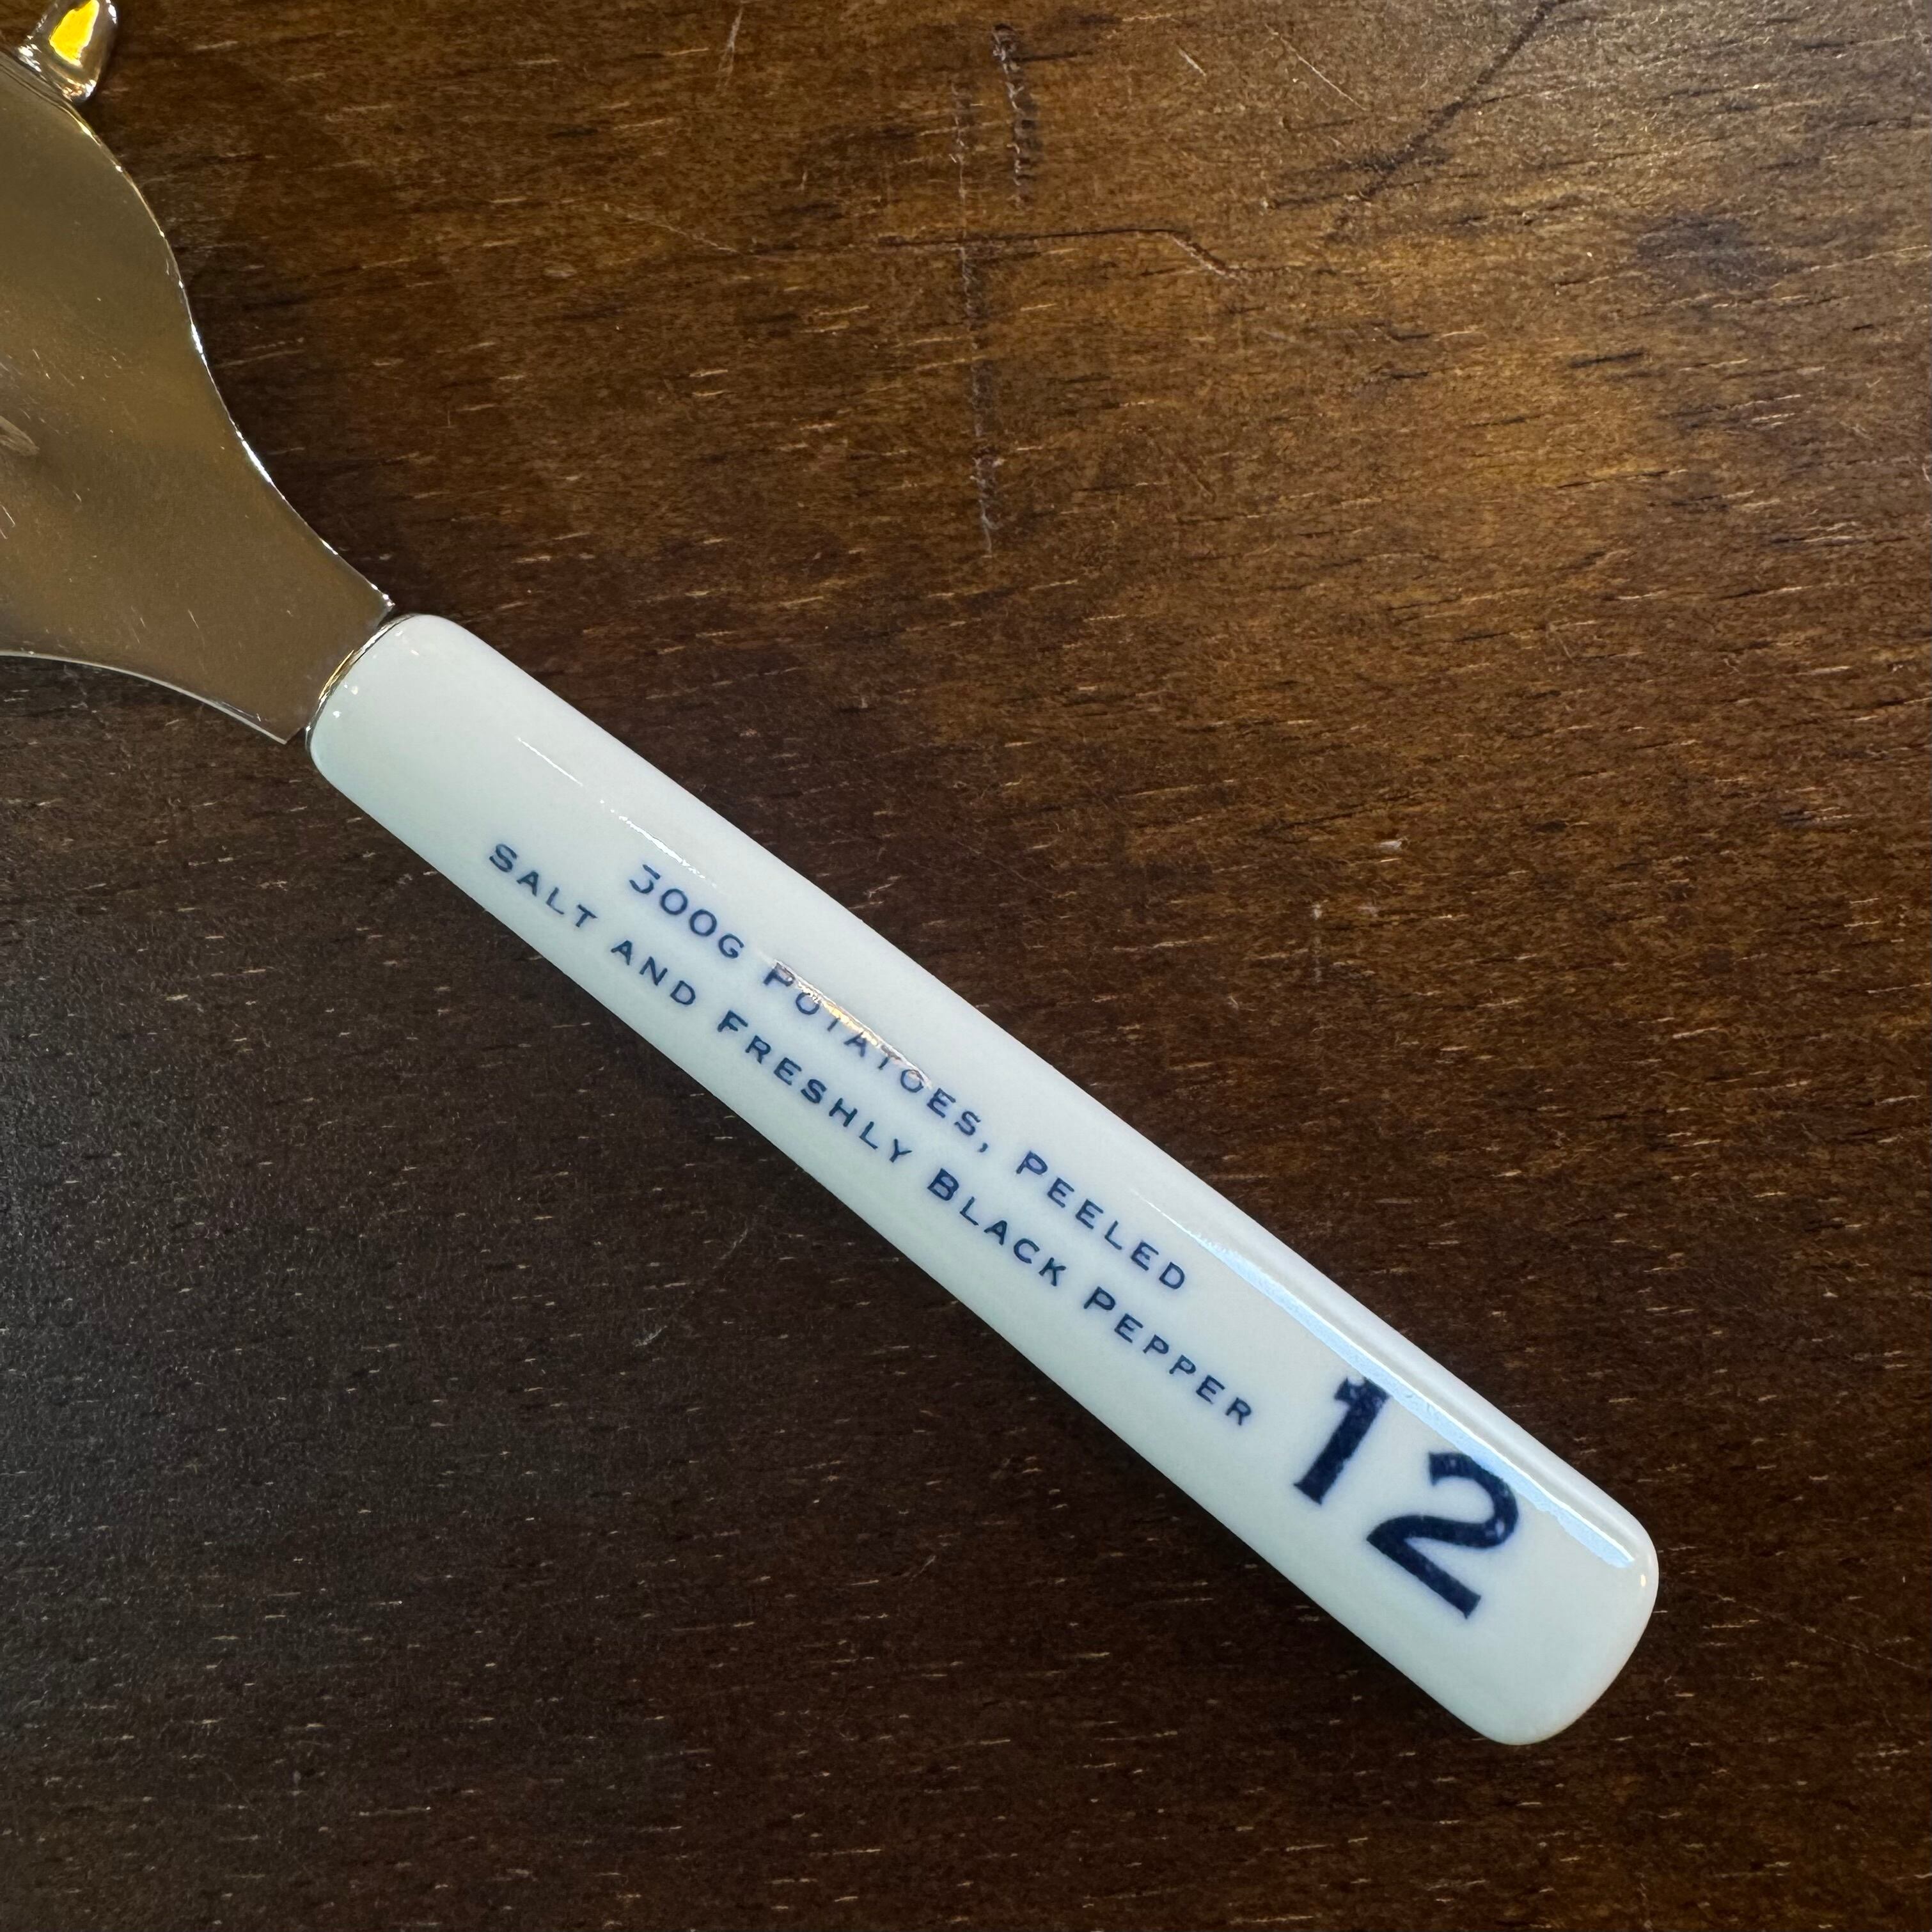 300G POTATOES, PEELED
SALT AND FRESHLY BLACK PEPPER
12